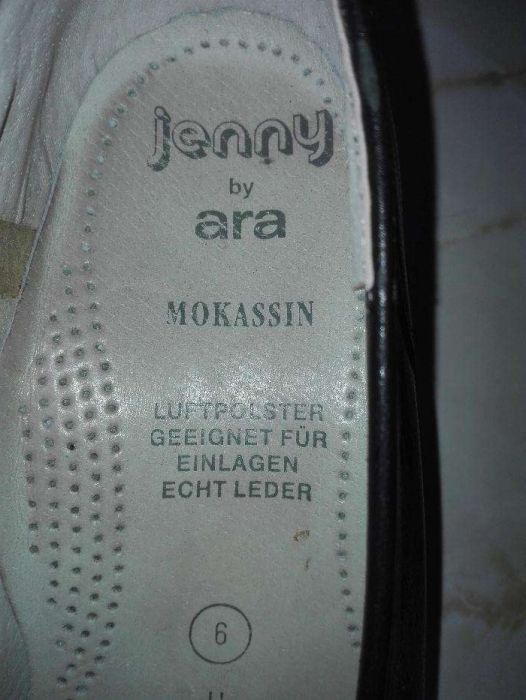 jenny
by
ara
MOKASSIN
LUFTPOLSTER
GEEIGNET FÜR
EINLAGEN
ECHT LEDER
6